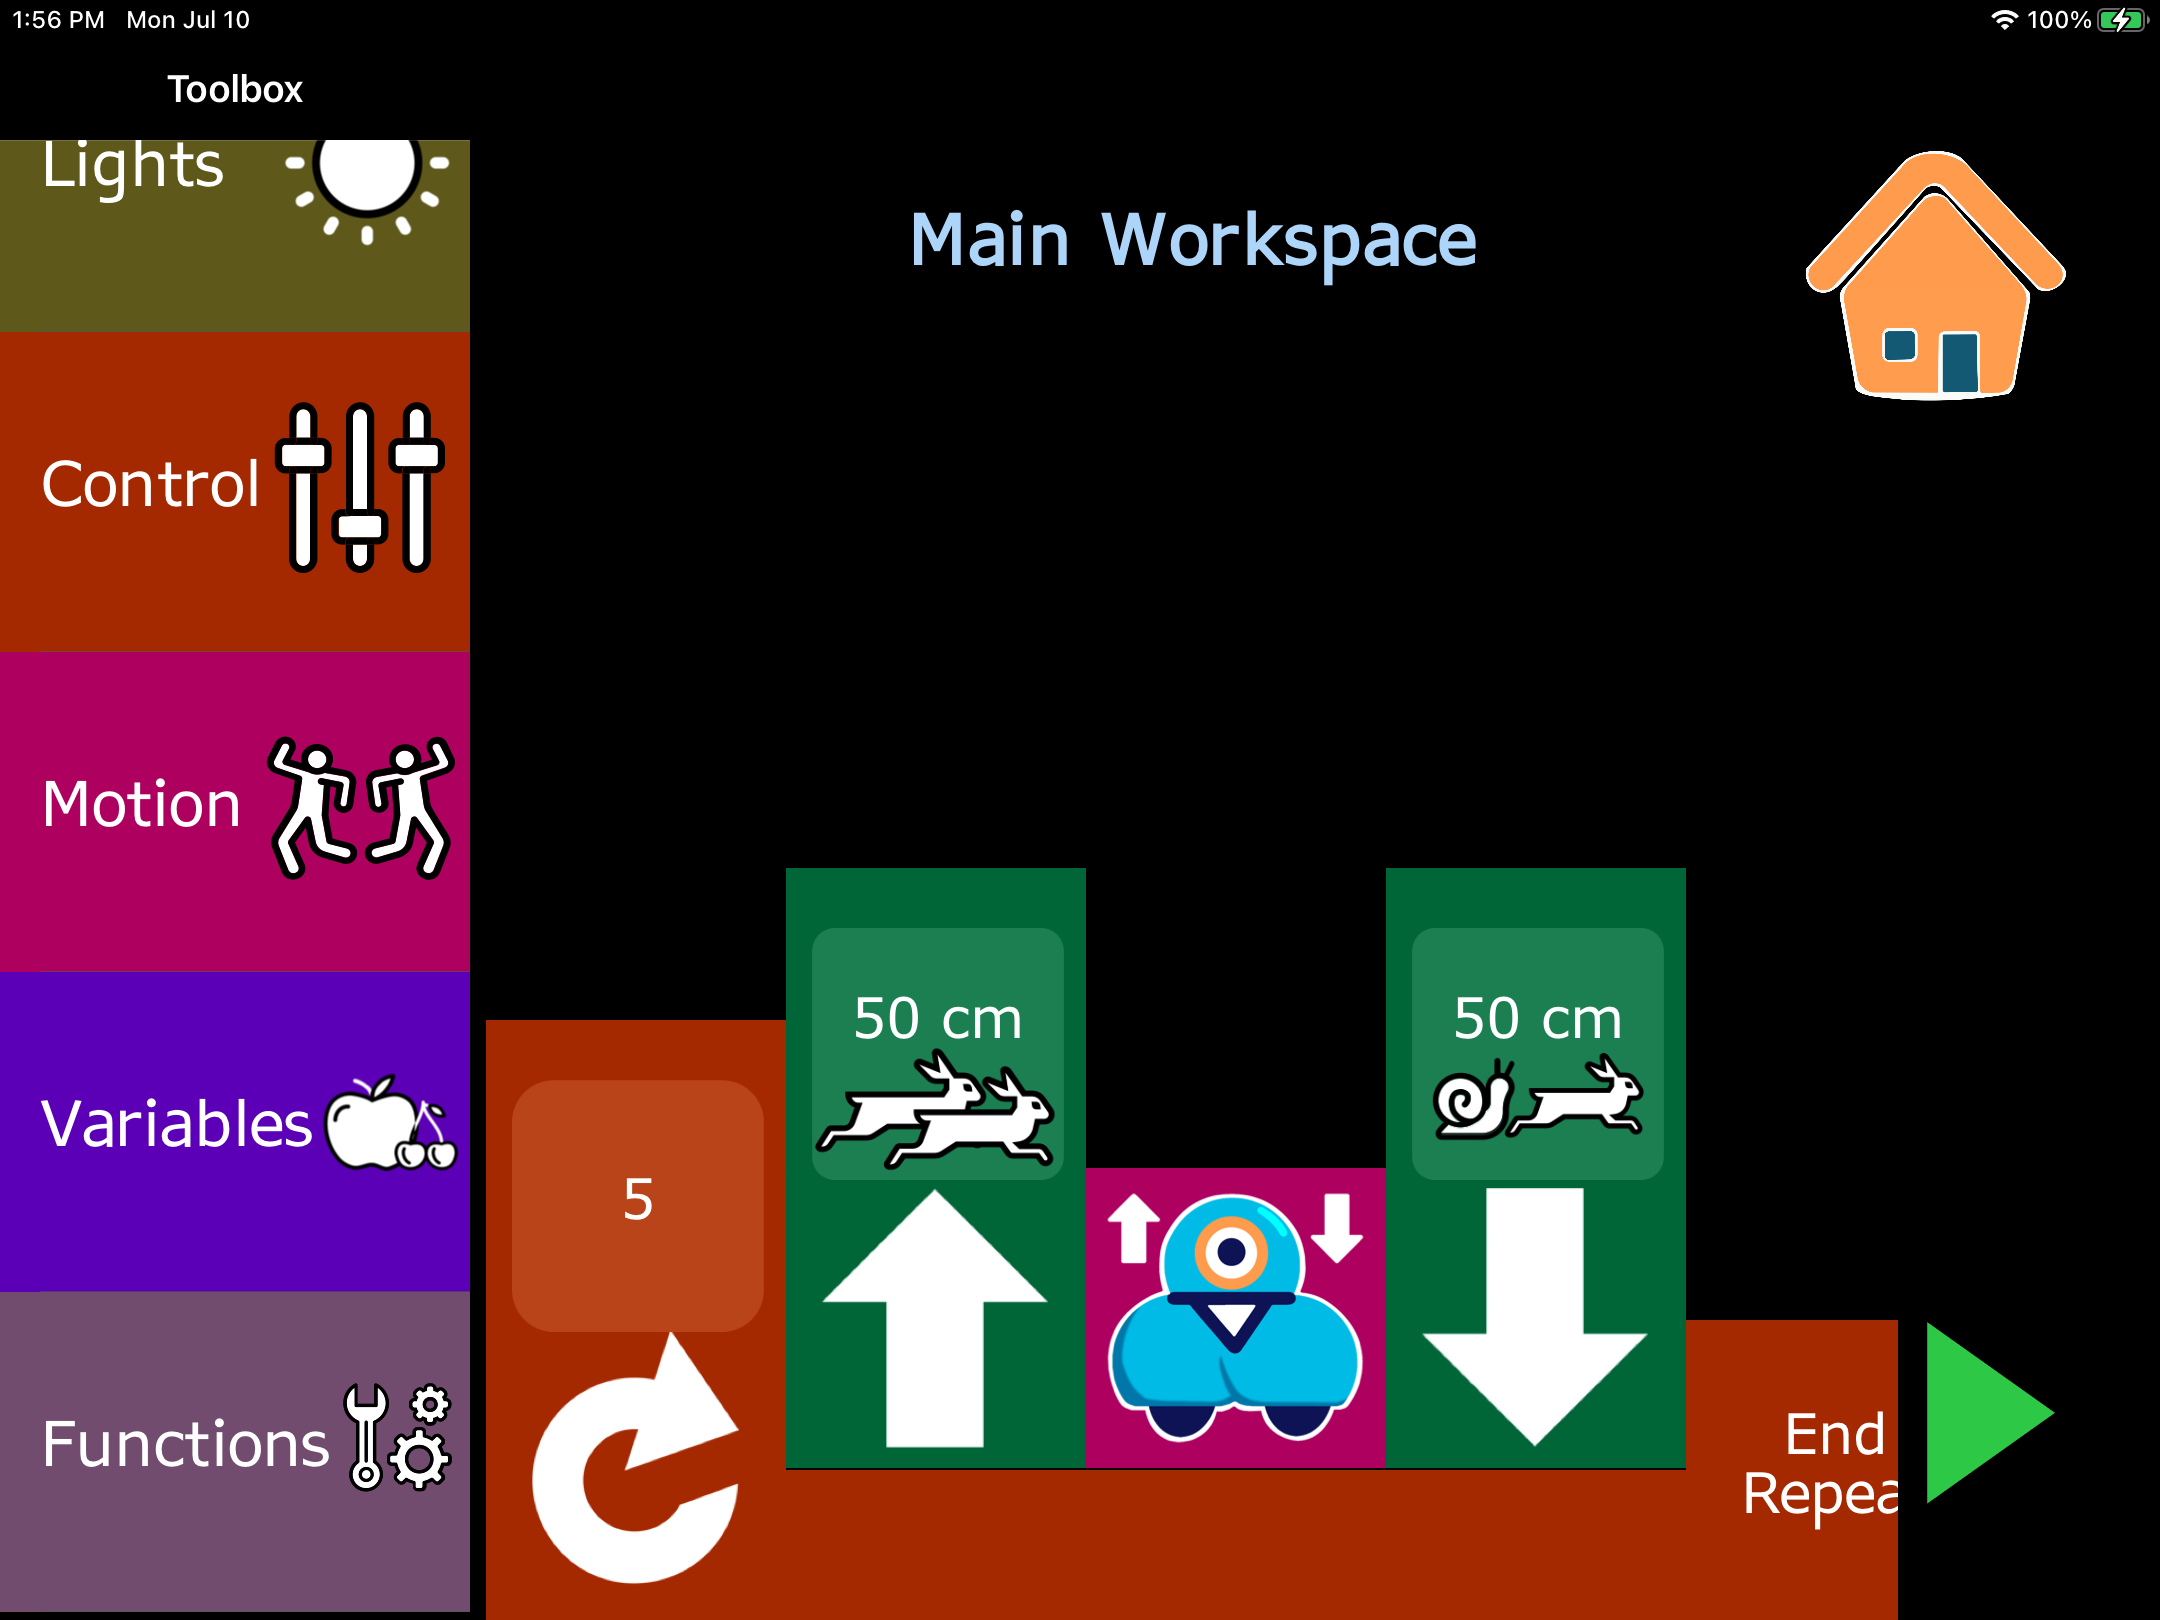 1:56 PM Mon Jul 10
100%
Toolbox
Lights
Control
Motion
Variables
Functions
Main Workspace
5
50 cm
50 cm
End
Repea